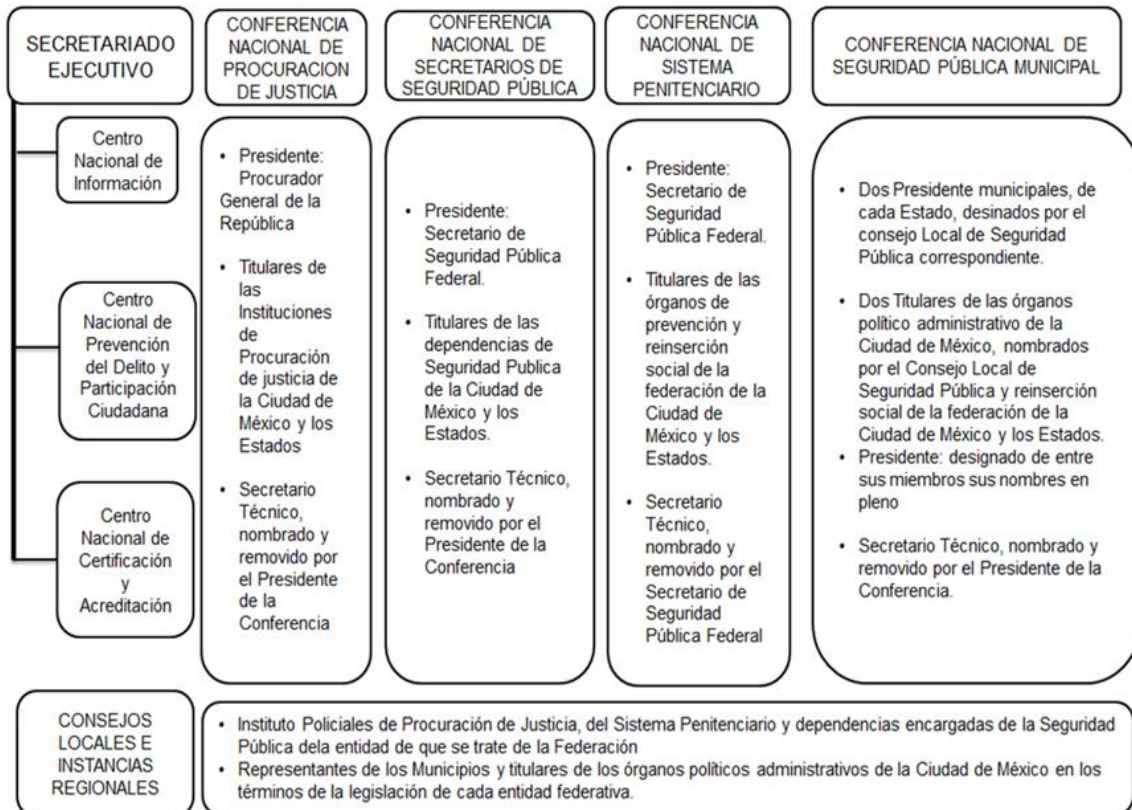 SECRETARIADO
EJECUTIVO
Centro
Nacional de
Información
Centro
Nacional de
Prevención
del Delito y
Participación
Ciudadana
Centro
Nacional de
Certificación
y
Acreditación
CONFERENCIA
NACIONAL DE
PROCURACION
DE JUSTICIA
• Presidente:
Procurador
General de la
República
• Titulares de
las
Instituciones
de
Procuración
de justicia de
la Ciudad de
México y los
Estados
• Secretario
Técnico,
nombrado y
removido por
el Presidente
de la
Conferencia
CONFERENCIA
NACIONAL DE
SECRETARIOS DE
SEGURIDAD PÚBLICA
• Presidente:
Secretario de
Seguridad Pública
Federal.
• Titulares de las
dependencias de
Seguridad Publica
de la Ciudad de
México y los
Estados.
• Secretario Técnico,
nombrado y
removido por el
Presidente de la
Conferencia
CONFERENCIA
NACIONAL DE
SISTEMA
PENITENCIARIO
• Presidente:
Secretario de
Seguridad
Pública Federal.
• Titulares de las
órganos de
prevención y
reinserción
social de la
federación de la
Ciudad de
México y los
Estados.
• Secretario
Técnico,
nombrado y
removido por el
Secretario de
Seguridad
Pública Federal
CONFERENCIA NACIONAL DE
SEGURIDAD PÚBLICA MUNICIPAL
• Dos Presidente municipales, de
cada Estado, desinados por el
consejo Local de Seguridad
Pública correspondiente.
• Dos Titulares de las órganos
político administrativo de la
Ciudad de México, nombrados
por el Consejo Local de
Seguridad Pública y reinserción
social de la federación de la
Ciudad de México y los Estados.
• Presidente: designado de entre
sus miembros sus nombres en
pleno
• Secretario Técnico, nombrado y
removido por el Presidente de la
Conferencia.
CONSEJOS
LOCALES E
INSTANCIAS
REGIONALES
• Instituto Policiales de Procuración de Justicia, del Sistema Penitenciario y dependencias encargadas de la Seguridad
Pública dela entidad de que se trate de la Federación
• Representantes de los Municipios y titulares de los órganos políticos administrativos de la Ciudad de México en los
términos de la legislación de cada entidad federativa.